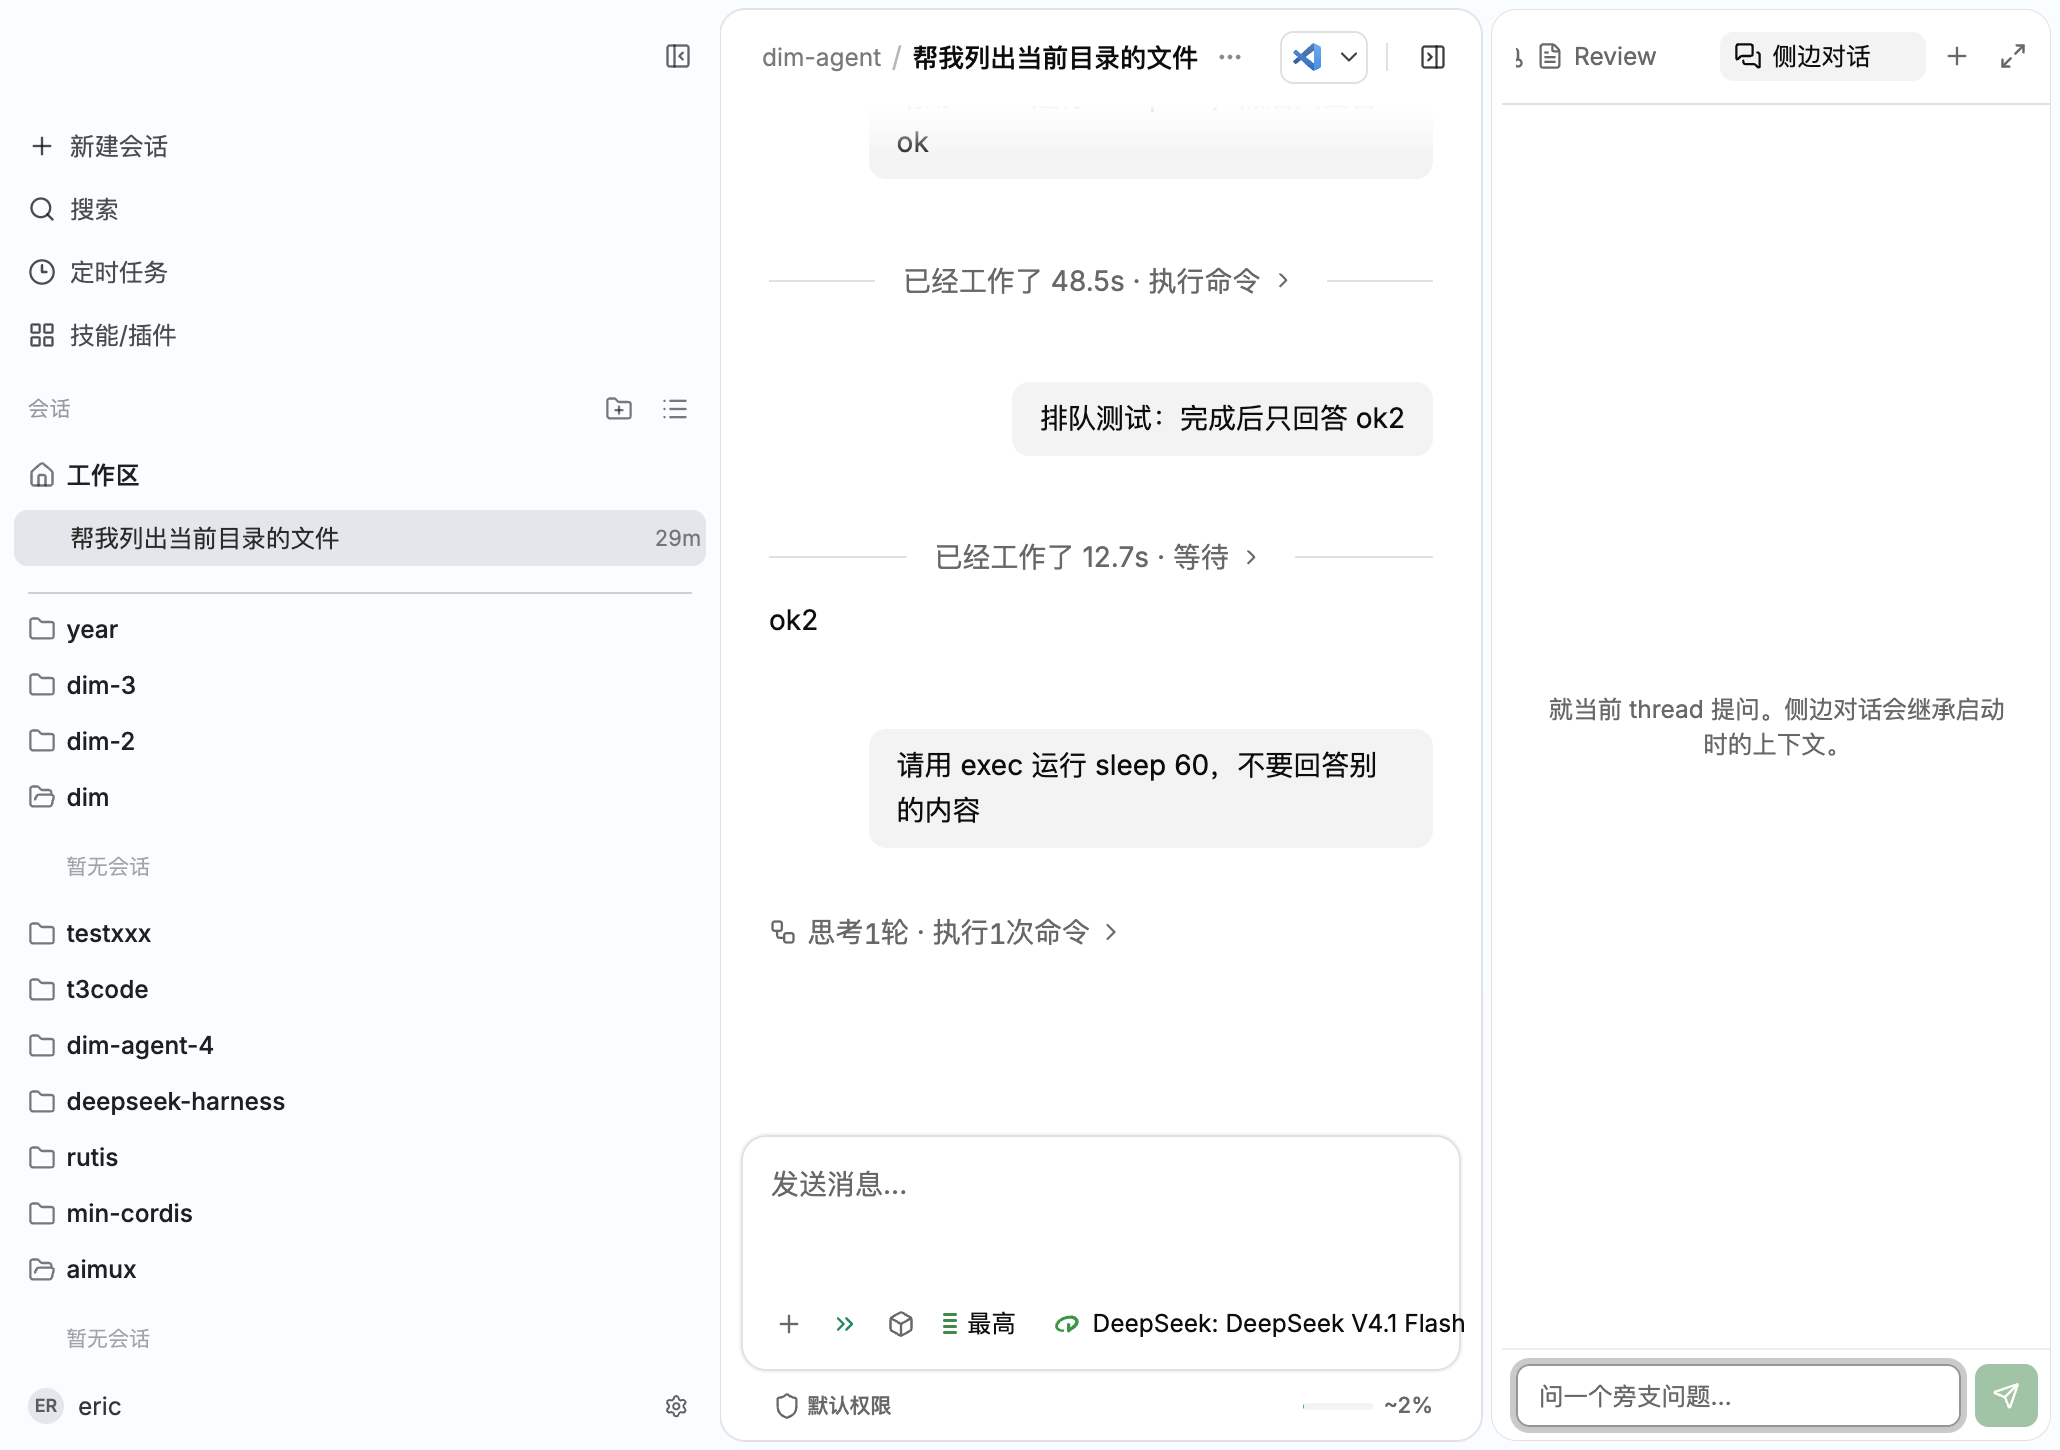 新建会话
搜索
定时任务
技能/插件
会话
工作区
帮我列出当前目录的文件 29m
year
dim-3
dim-2
dim
暂无会话
testxxx
t3code
dim-agent-4
deepseek-harness
rutis
min-cordis
aimux
暂无会话
ER eric
dim-agent / 帮我列出当前目录的文件
ok
已经工作了 48.5s · 执行命令
排队测试：完成后只回答 ok2
已经工作了 12.7s · 等待
ok2
请用 exec 运行 sleep 60，不要回答别
的内容
思考1轮 · 执行1次命令
发送消息...
最高 DeepSeek: DeepSeek V4.1 Flash
默认权限 ~2%
Review 侧边对话
就当前 thread 提问。侧边对话会继承启动
时的上下文。
问一个旁支问题...